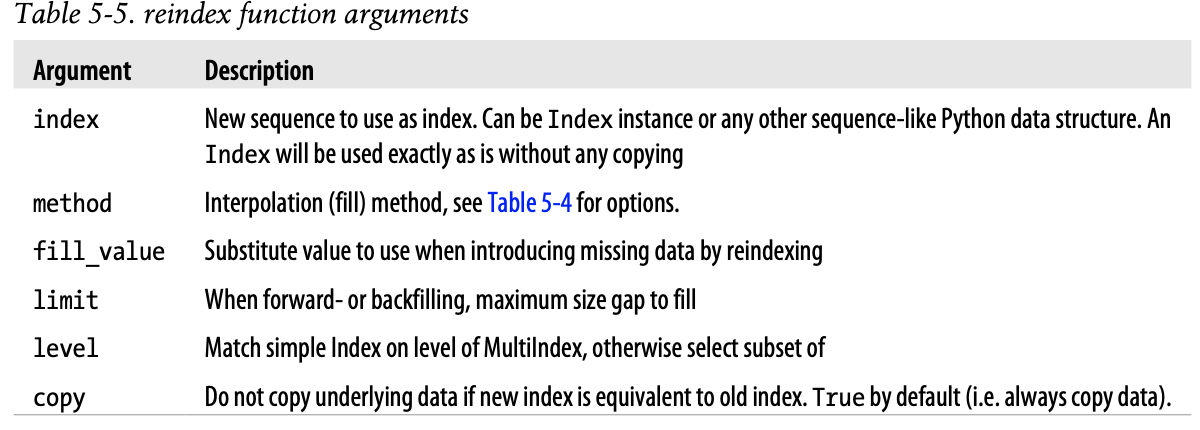 Table 5-5. reindex function arguments
Argument Description
index New sequence to use as index. Can be Index instance or any other sequence-like Python data structure. An
Index will be used exactly as is without any copying
method Interpolation (fill) method, see Table 5-4 for options.
fill_value Substitute value to use when introducing missing data by reindexing
limit When forward- or backfilling, maximum size gap to fill
level Match simple Index on level of MultiIndex, otherwise select subset of
copy Do not copy underlying data if new index is equivalent to old index. True by default (i.e. always copy data).